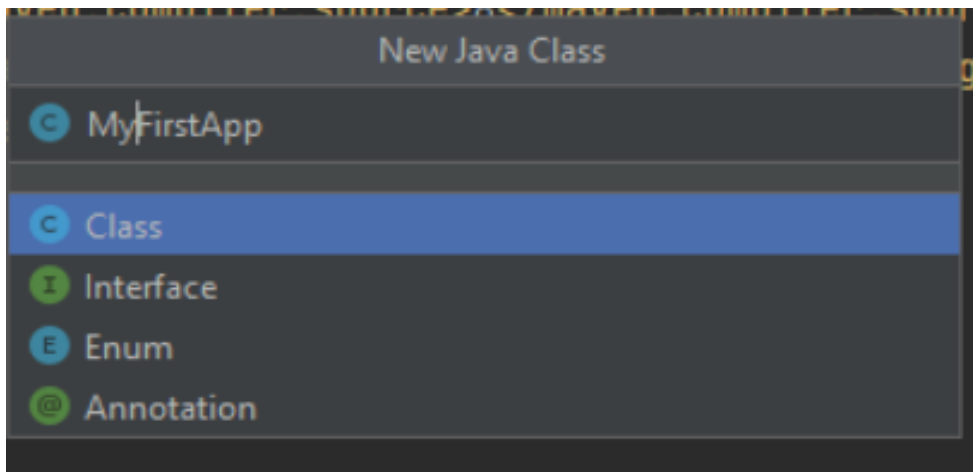 New Java Class
C MyFirstApp
C Class
I Interface
E Enum
@ Annotation